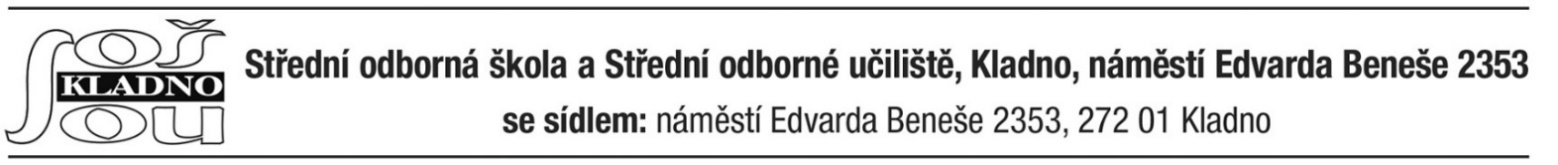 SOŠ
KLADNO
SOU
Střední odborná škola a Střední odborné učiliště, Kladno, náměstí Edvarda Beneše 2353
se sídlem: náměstí Edvarda Beneše 2353, 272 01 Kladno